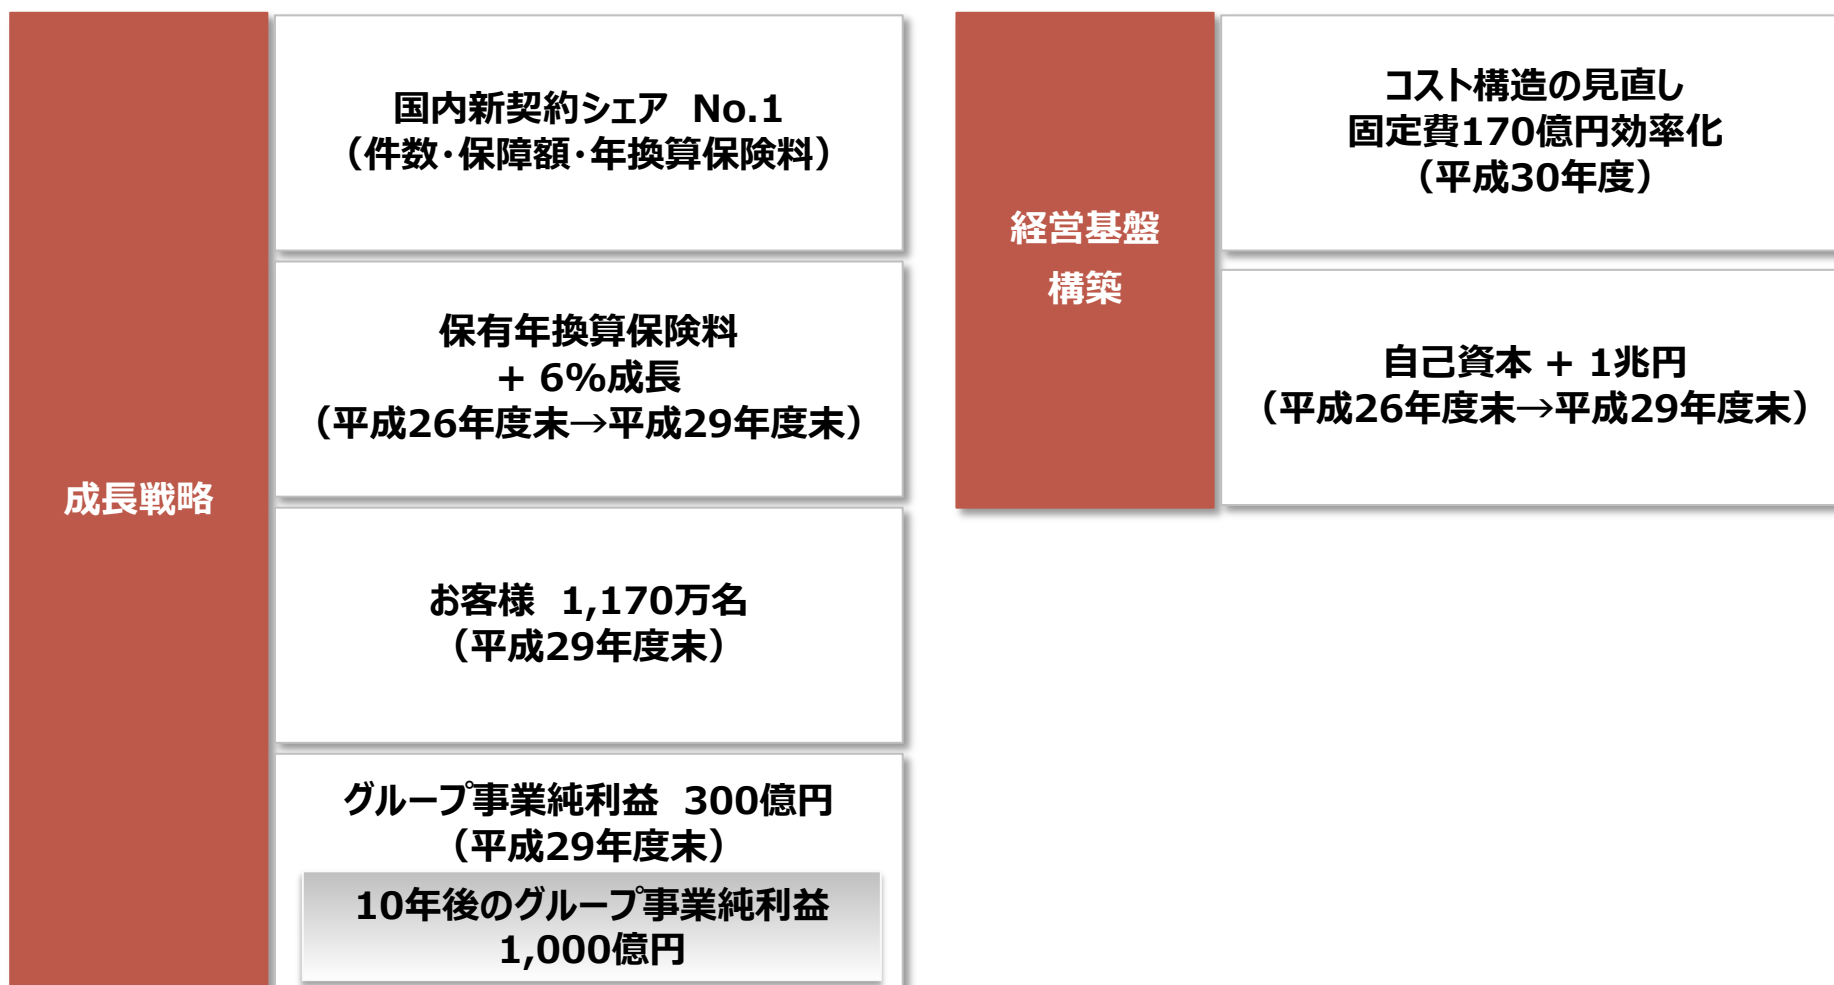 成長戦略
国内新契約シェア No.1
（件数・保障額・年換算保険料）
保有年換算保険料
+ 6%成長
（平成26年度末→平成29年度末）
お客様 1,170万名
（平成29年度末）
グループ事業純利益 300億円
（平成29年度末）
10年後のグループ事業純利益
1,000億円
経営基盤
構築
コスト構造の見直し
固定費170億円効率化
（平成30年度）
自己資本 + 1兆円
（平成26年度末→平成29年度末）